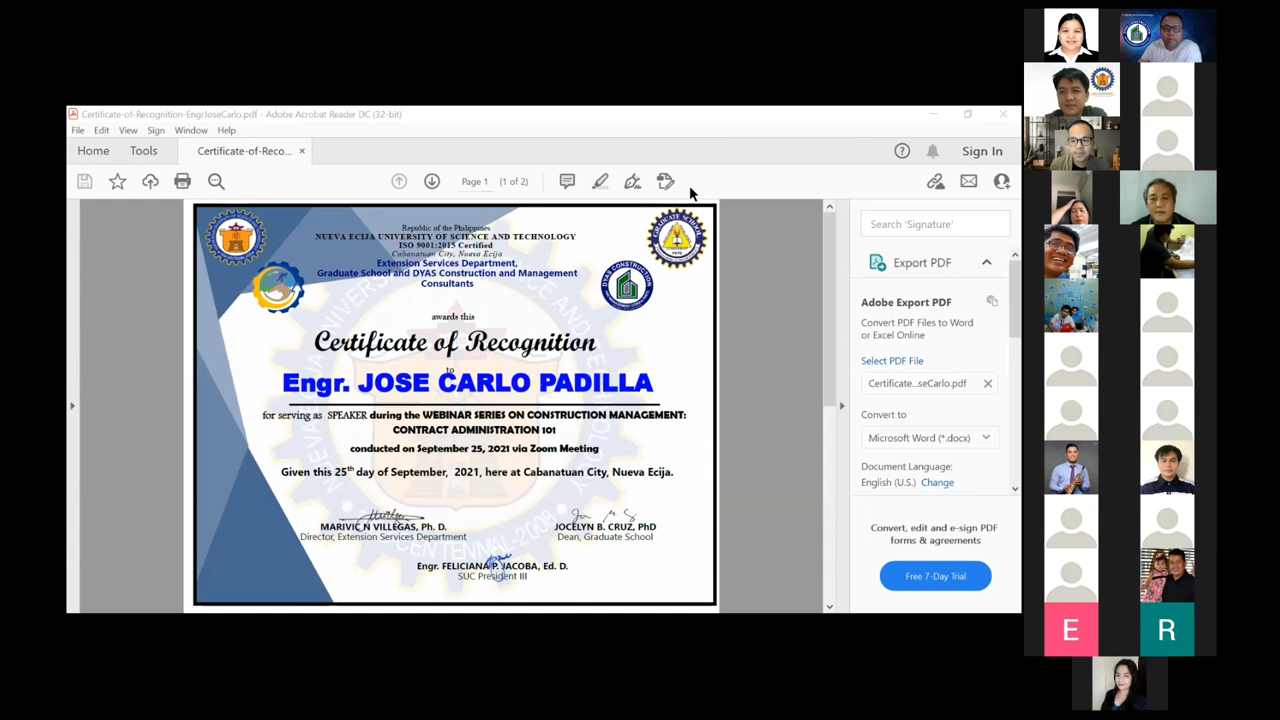 Certificate-of-Recognition-EngrJoseCarlo.pdf - Adobe Acrobat Reader DC (32-bit)
File Edit View Sign Window Help
Home Tools Certificate-of-Reco... × Sign In
Page 1 (1 of 2)
Republic of the Philippines
NUEVA ECIJA UNIVERSITY OF SCIENCE AND TECHNOLOGY
ISO 9001:2015 Certified
Cabanatuan City, Nueva Ecija
Extension Services Department,
Graduate School and DYAS Construction and Management
Consultants
GRADUATE SCHOOL
DYAS CONSTRUCTION
awards this
Certificate of Recognition
to
Engr. JOSE CARLO PADILLA
for serving as SPEAKER during the WEBINAR SERIES ON CONSTRUCTION MANAGEMENT:
CONTRACT ADMINISTRATION 101
conducted on September 25, 2021 via Zoom Meeting
Given this 25th day of September, 2021, here at Cabanatuan City, Nueva Ecija.
MARIVIC N VILLEGAS, Ph. D.
Director, Extension Services Department
JOCELYN B. CRUZ, PhD
Dean, Graduate School
Engr. FELICIANA P. JACOBA, Ed. D.
SUC President III
Search 'Signature'
Export PDF
Adobe Export PDF
Convert PDF Files to Word
or Excel Online
Select PDF File
Certificate...seCarlo.pdf
Convert to
Microsoft Word (*.docx)
Document Language:
English (U.S.) Change
Convert, edit and e-sign PDF
forms & agreements
Free 7-Day Trial
E
R